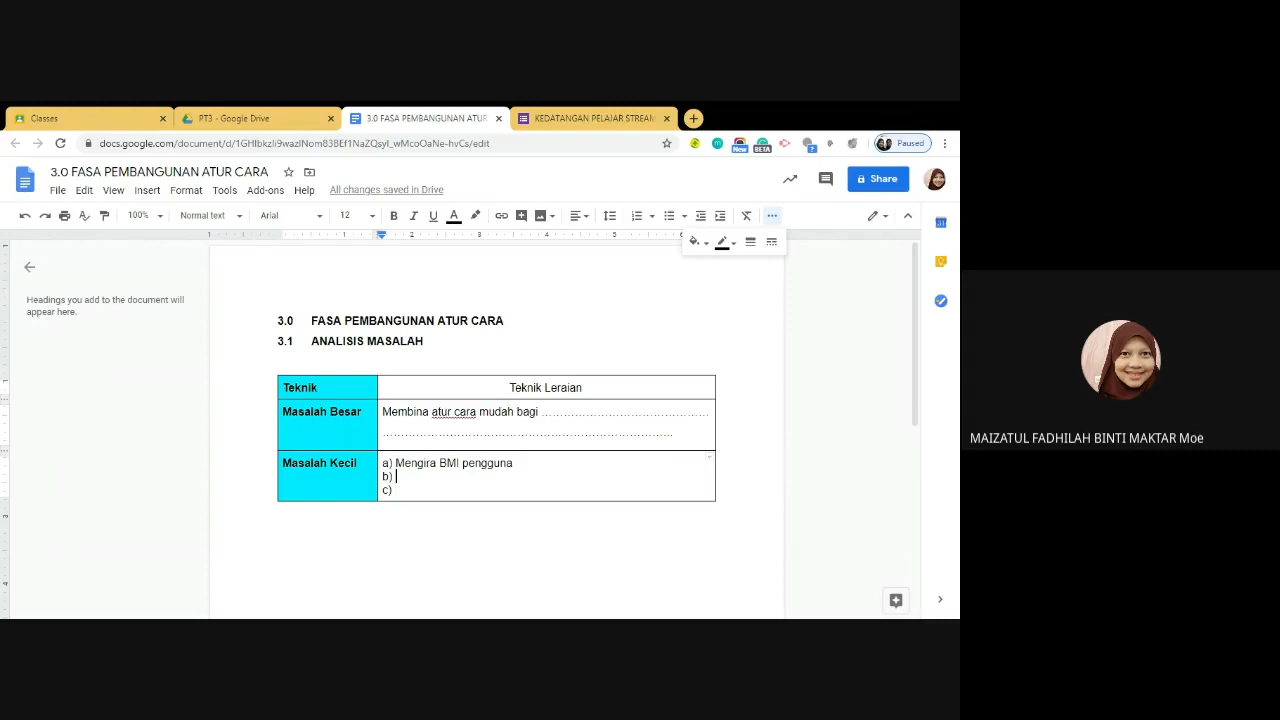 Classes
PT3 - Google Drive
3.0 FASA PEMBANGUNAN ATUR
KEDATANGAN PELAJAR STREAM
Paused
3.0 FASA PEMBANGUNAN ATUR CARA
File Edit View Insert Format Tools Add-ons Help All changes saved in Drive
Share
100% Normal text Arial 12
New BETA
Headings you add to the document will
appear here.
3.0 FASA PEMBANGUNAN ATUR CARA
3.1 ANALISIS MASALAH
Teknik Teknik Leraian
Masalah Besar Membina atur cara mudah bagi ……………………………………
………………………………………………………………
Masalah Kecil a) Mengira BMI pengguna
b)
c)
MAIZATUL FADHILAH BINTI MAKTAR Moe